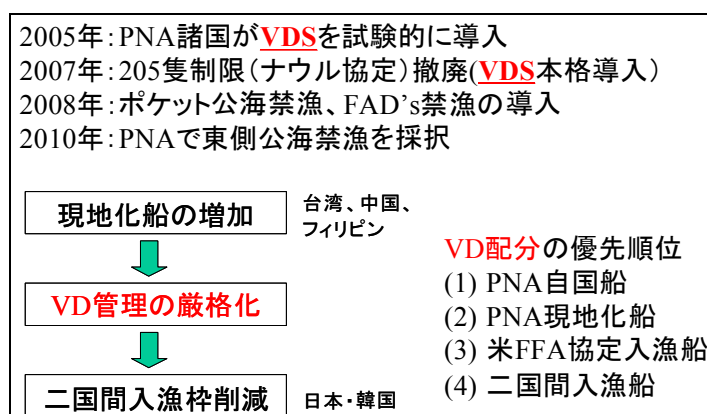 2005年：PNA諸国がVDSを試験的に導入
2007年：205隻制限（ナウル協定）撤廃(VDS本格導入）
2008年：ポケット公海禁漁、FAD's禁漁の導入
2010年：PNAで東側公海禁漁を採択
現地化船の増加
台湾、中国、
フィリピン
VD管理の厳格化
二国間入漁枠削減
日本・韓国
VD配分の優先順位
(1) PNA自国船
(2) PNA現地化船
(3) 米FFA協定入漁船
(4) 二国間入漁船